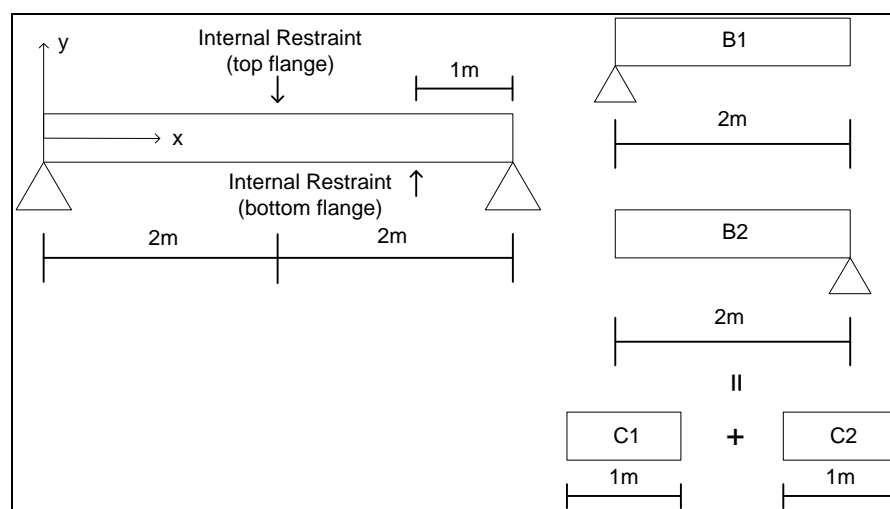 y
Internal Restraint
(top flange)
1m
x
Internal Restraint
(bottom flange)
2m
2m
B1
2m
B2
2m
=
C1
+
C2
1m
1m